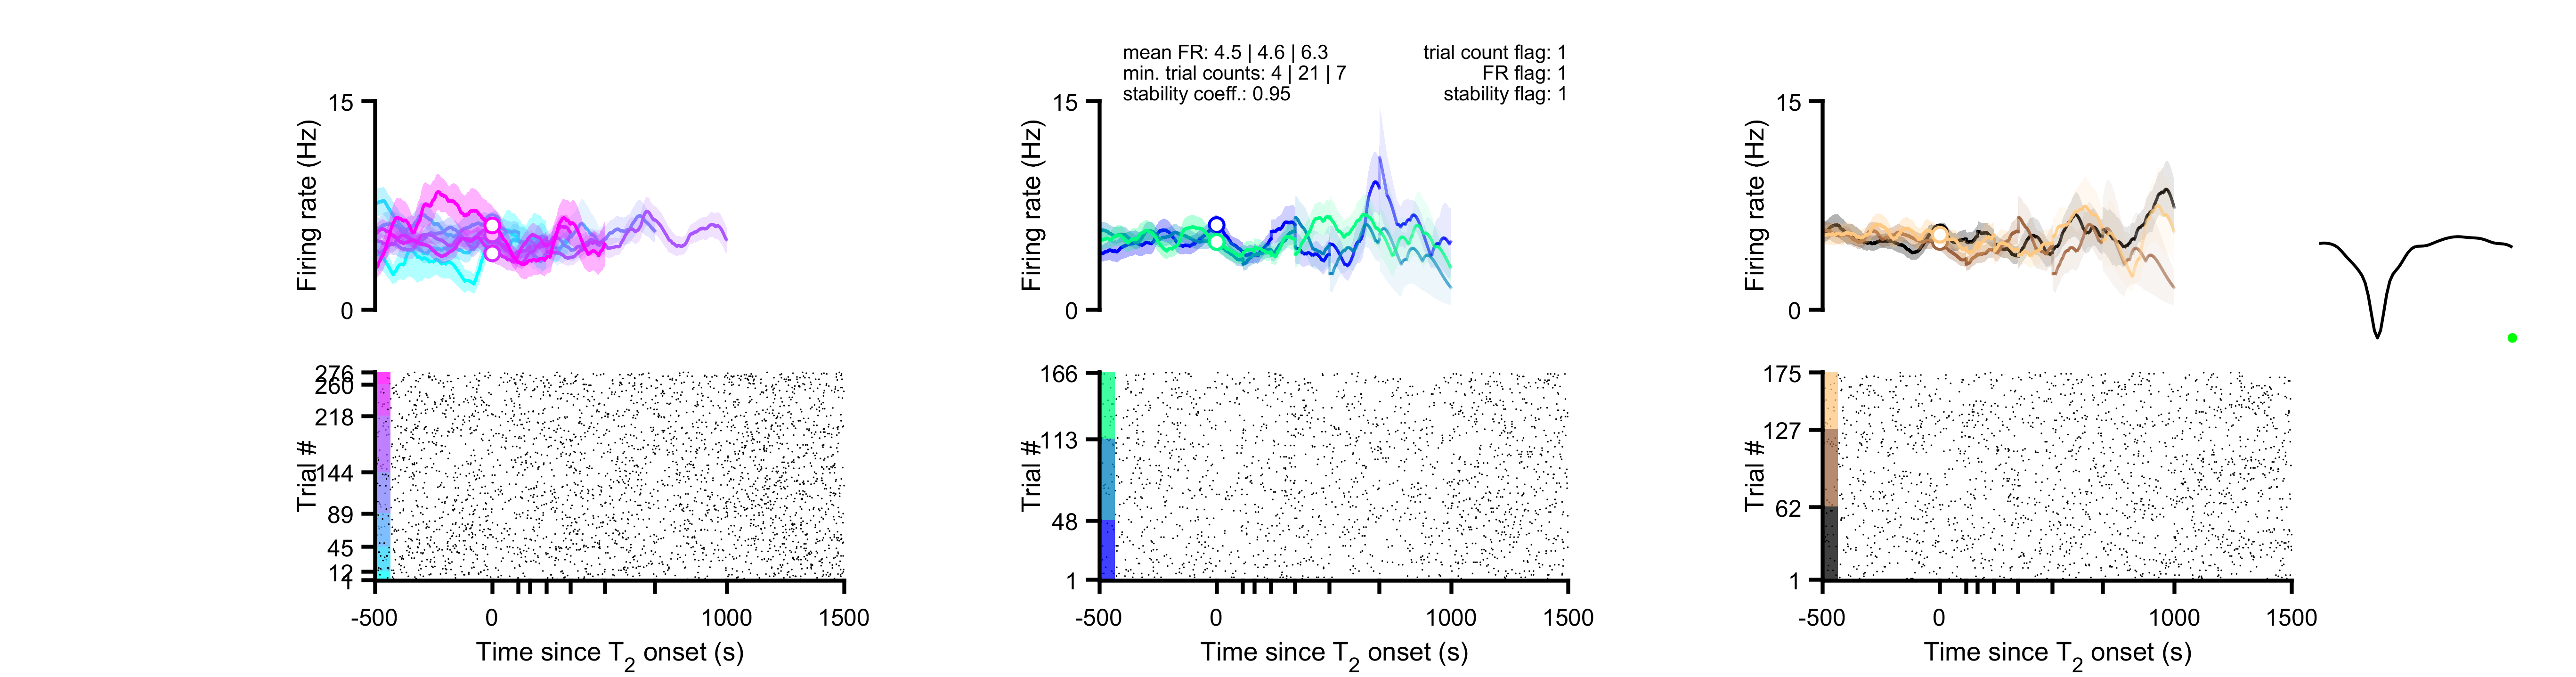 mean FR: 4.5 | 4.6 | 6.3
min. trial counts: 4 | 21 | 7
stability coeff.: 0.95
trial count flag: 1
FR flag: 1
stability flag: 1
15
Firing rate (Hz)
0
15
Firing rate (Hz)
0
15
Firing rate (Hz)
0
276
260
218
144
89
45
12
Trial #
-500
0
1000
1500
Time since T2 onset (s)
166
113
48
1
Trial #
-500
0
1000
1500
Time since T2 onset (s)
175
127
62
1
Trial #
-500
0
1000
1500
Time since T2 onset (s)